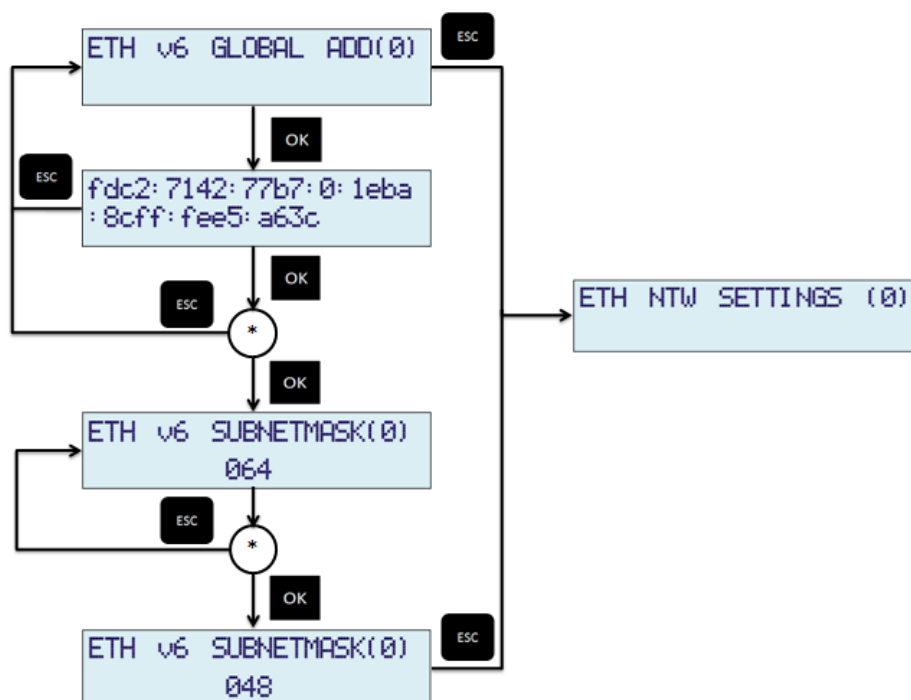 ETH v6 GLOBAL ADD(0)
ESC
OK
ESC
fdc2:7142:77b7:0:1eba
:8cff:fee5:a63c
OK
ESC
*
ETH NTW SETTINGS (0)
OK
ETH v6 SUBNETMASK(0)
064
ESC
*
OK
ESC
ETH v6 SUBNETMASK(0)
048